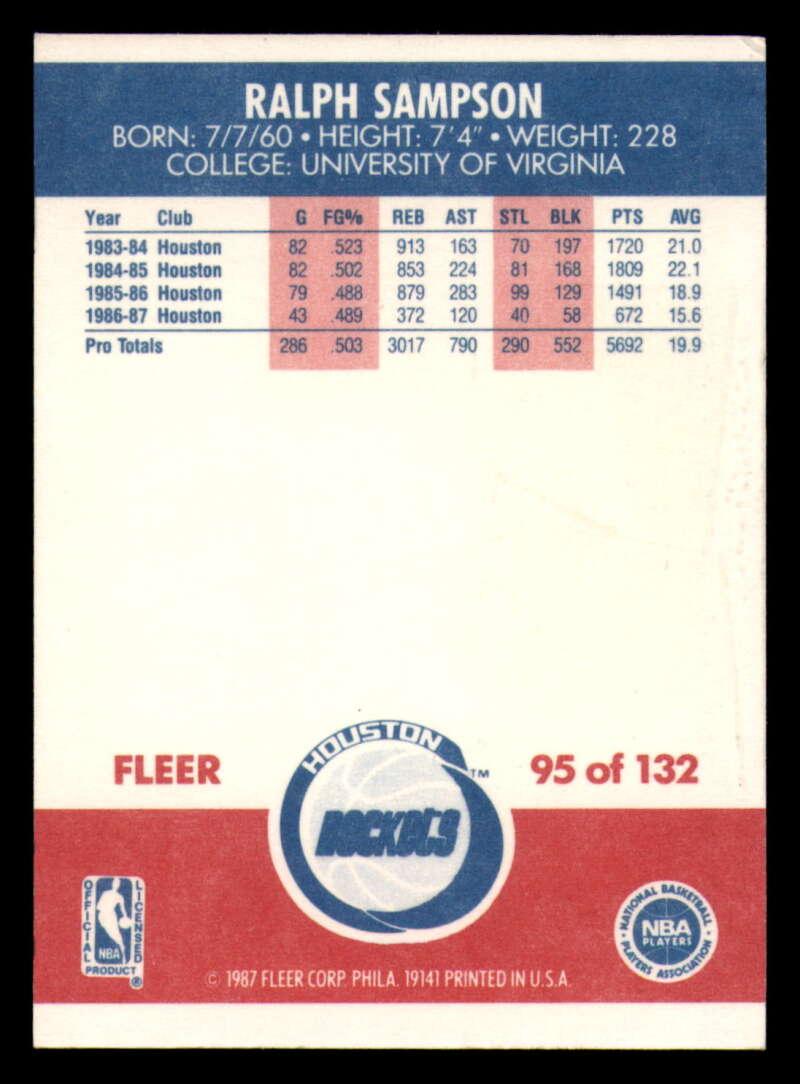 RALPH SAMPSON
BORN: 7/7/60 • HEIGHT: 7'4" • WEIGHT: 228
COLLEGE: UNIVERSITY OF VIRGINIA
Year Club G FG% REB AST STL BLK PTS AVG
1983-84 Houston 82 .523 913 163 70 197 1720 21.0
1984-85 Houston 82 .502 853 224 81 168 1809 22.1
1985-86 Houston 79 .488 879 283 99 129 1491 18.9
1986-87 Houston 43 .489 372 120 40 58 672 15.6
Pro Totals 286 .503 3017 790 290 552 5692 19.9
HOUSTON
ROCKETS
TM
FLEER
95 of 132
OFFICIAL LICENSED
NBA
PRODUCT ®
· NATIONAL BASKETBALL ·
PLAYERS ASSOCIATION
NBA
PLAYERS
© 1987 FLEER CORP. PHILA. 19141 PRINTED IN U.S.A.